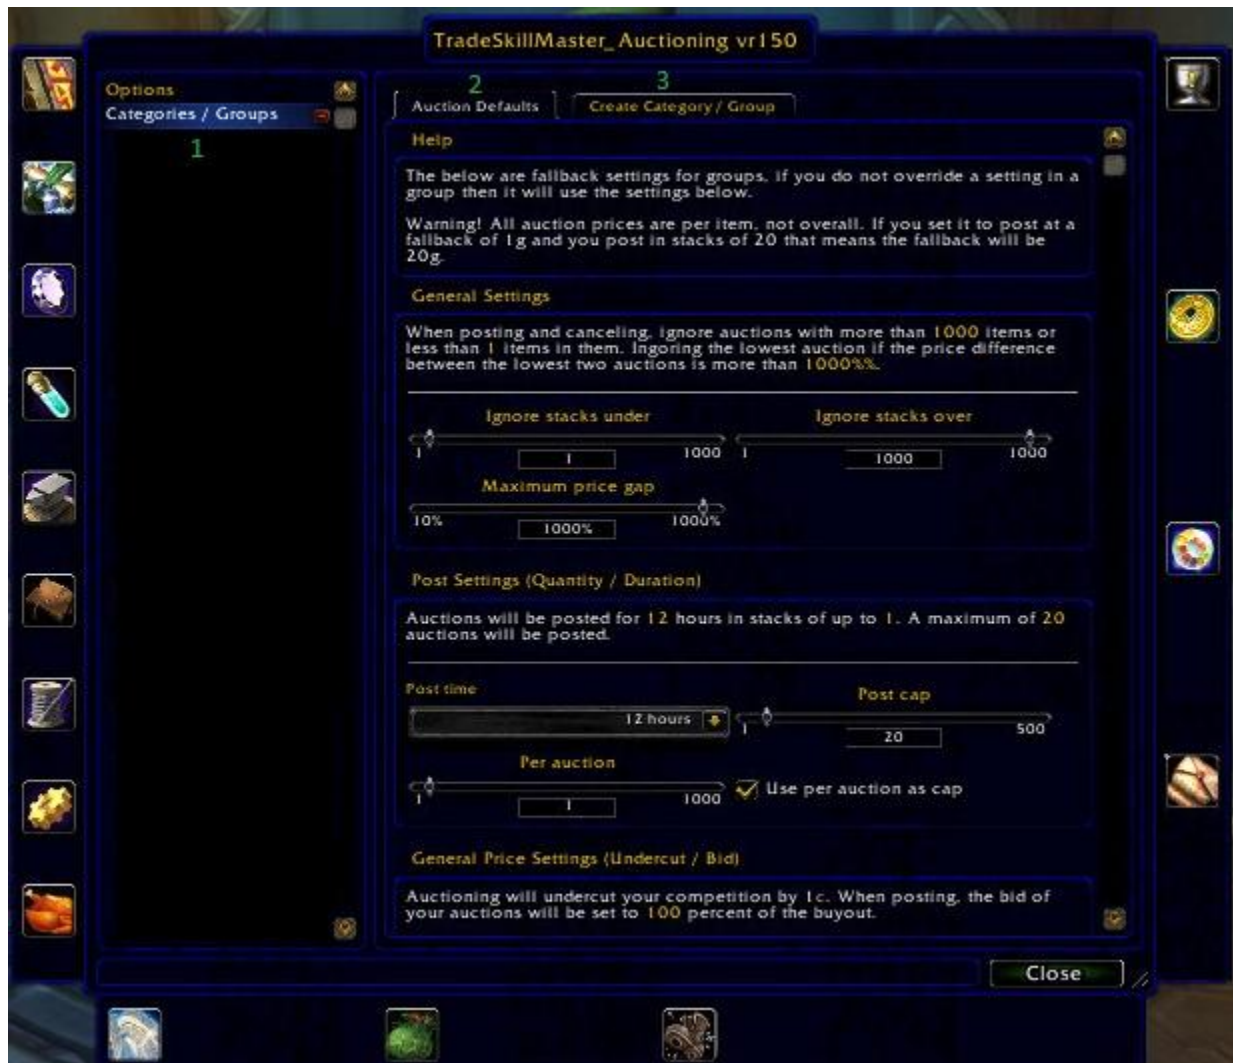 TradeSkillMaster_Auctioning vr150
Options
Categories / Groups
1
2
3
Auction Defaults
Create Category / Group
Help
The below are fallback settings for groups, if you do not override a setting in a
group then it will use the settings below.
Warning! All auction prices are per item, not overall. If you set it to post at a
fallback of 1g and you post in stacks of 20 that means the fallback will be
20g.
General Settings
When posting and canceling, ignore auctions with more than 1000 items or
less than 1 items in them. Ingoring the lowest auction if the price difference
between the lowest two auctions is more than 1000%%.
Ignore stacks under
Ignore stacks over
1
1000
1
1000
1
1000
Maximum price gap
10%
1000%
1000%
Post Settings (Quantity / Duration)
Auctions will be posted for 12 hours in stacks of up to 1. A maximum of 20
auctions will be posted.
Post time
Post cap
12 hours
1
500
20
Per auction
1
1000
1
Use per auction as cap
General Price Settings (Undercut / Bid)
Auctioning will undercut your competition by 1c. When posting, the bid of
your auctions will be set to 100 percent of the buyout.
Close